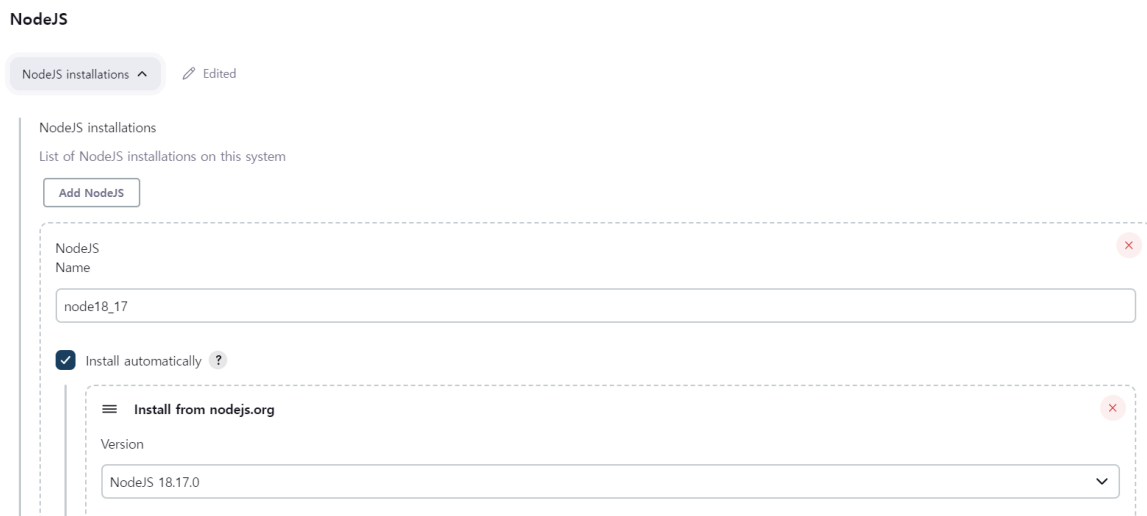 NodeJS
NodeJS installations
Edited
NodeJS installations
List of NodeJS installations on this system
Add NodeJS
NodeJS
Name
node18_17
Install automatically ?
Install from nodejs.org
Version
NodeJS 18.17.0